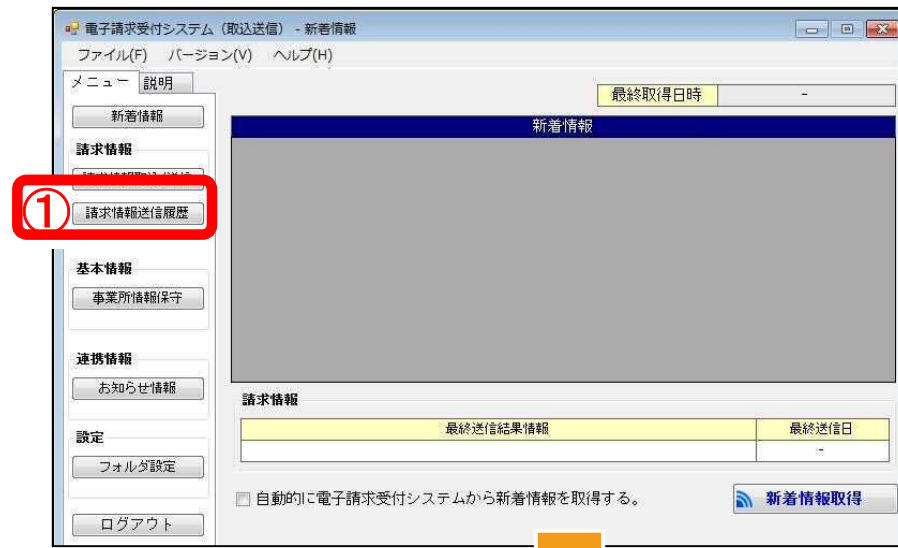 電子請求受付システム（取込送信） - 新着情報
ファイル(F) バージョン(V) ヘルプ(H)
メニュー 説明
最終取得日時 -
新着情報
新着情報
請求情報
①
請求情報送信履歴
基本情報
事業所情報保守
連携情報
お知らせ情報
請求情報
最終送信結果情報 最終送信日
-
設定
フォルダ設定
自動的に電子請求受付システムから新着情報を取得する。
新着情報取得
ログアウト